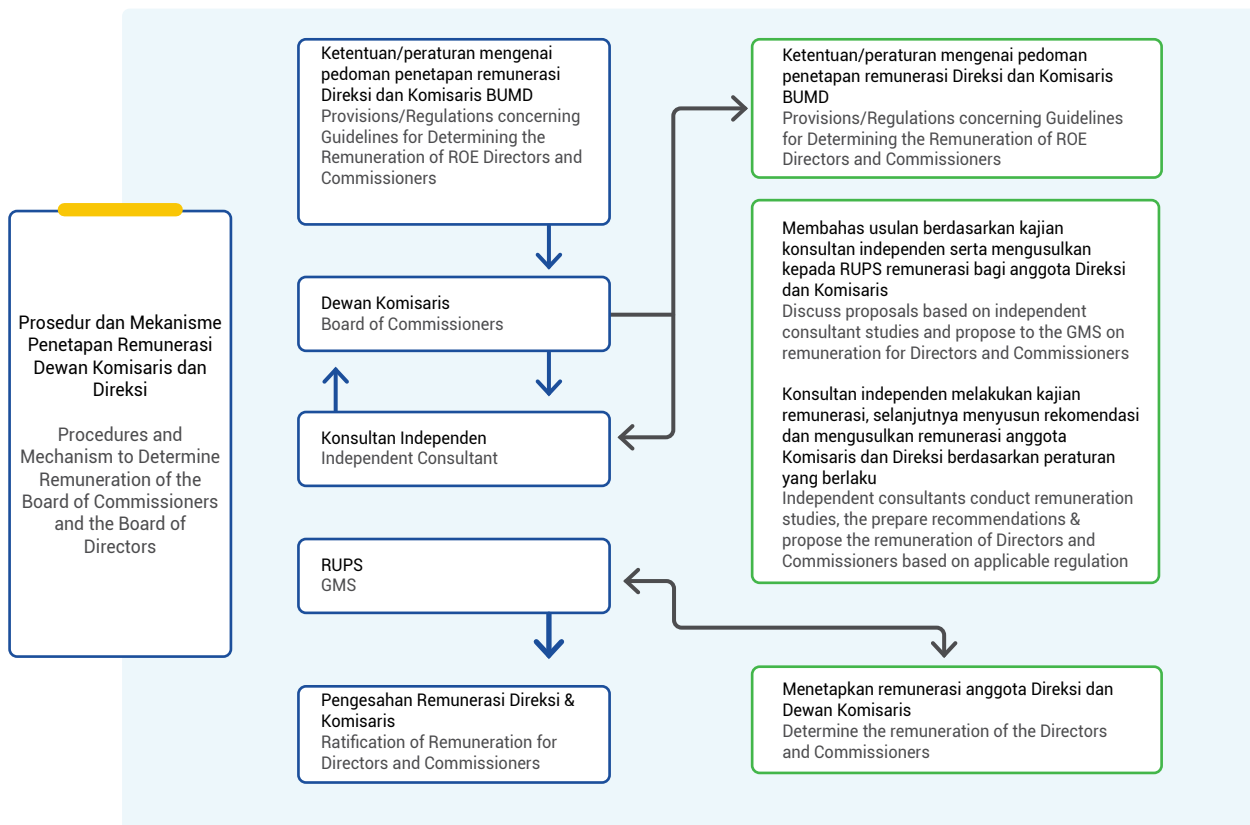 Prosedur dan Mekanisme
Penetapan Remunerasi
Dewan Komisaris dan
Direksi
Procedures and
Mechanism to Determine
Remuneration of the
Board of Commissioners
and the Board of
Directors
Ketentuan/peraturan mengenai
pedoman penetapan remunerasi
Direksi dan Komisaris BUMD
Provisions/Regulations concerning
Guidelines for Determining the
Remuneration of ROE Directors and
Commissioners
Dewan Komisaris
Board of Commissioners
Konsultan Independen
Independent Consultant
RUPS
GMS
Pengesahan Remunerasi Direksi &
Komisaris
Ratification of Remuneration for
Directors and Commissioners
Ketentuan/peraturan mengenai pedoman
penetapan remunerasi Direksi dan Komisaris
BUMD
Provisions/Regulations concerning Guidelines
for Determining the Remuneration of ROE
Directors and Commissioners
Membahas usulan berdasarkan kajian
konsultan independen serta mengusulkan
kepada RUPS remunerasi bagi anggota Direksi
dan Komisaris
Discuss proposals based on independent
consultant studies and propose to the GMS on
remuneration for Directors and Commissioners
Konsultan independen melakukan kajian
remunerasi, selanjutnya menyusun rekomendasi
dan mengusulkan remunerasi anggota
Komisaris dan Direksi berdasarkan peraturan
yang berlaku
Independent consultants conduct remuneration
studies, the prepare recommendations &
propose the remuneration of Directors and
Commissioners based on applicable regulation
Menetapkan remunerasi anggota Direksi dan
Dewan Komisaris
Determine the remuneration of the Directors
and Commissioners